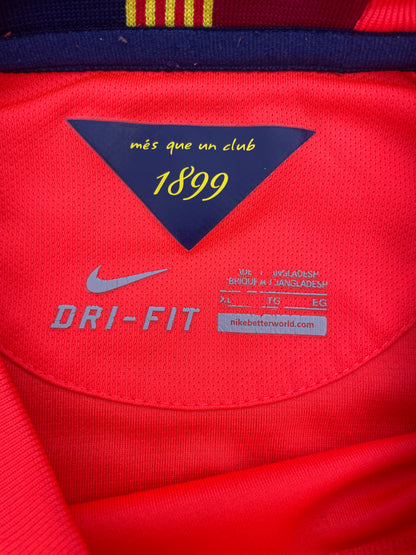 més que un club
1899
DRI-FIT
XL TG EG
nikebetterworld.com